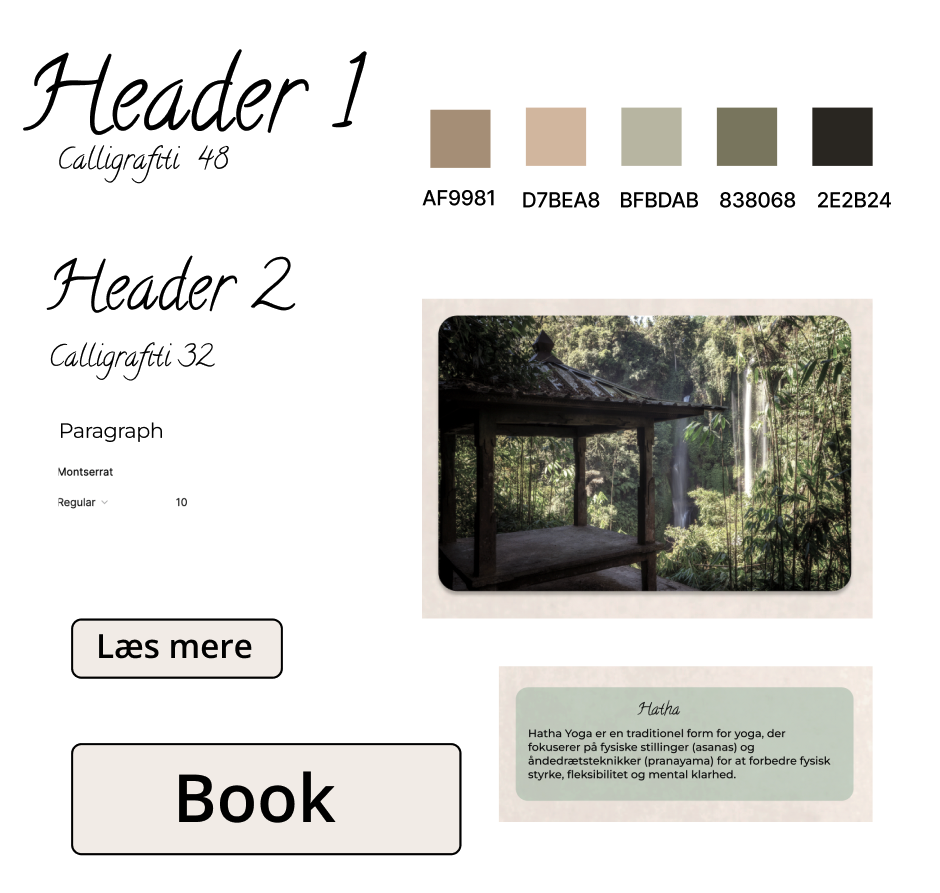 Header 1
Calligrafiti 48
AF9981 D7BEA8 BFBDAB 838068 2E2B24
Header 2
Calligrafiti 32
Paragraph
Montserrat
Regular 10
Læs mere
Book
Hatha
Hatha Yoga er en traditionel form for yoga, der
fokuserer på fysiske stillinger (asanas) og
åndedrætsteknikker (pranayama) for at forbedre fysisk
styrke, fleksibilitet og mental klarhed.